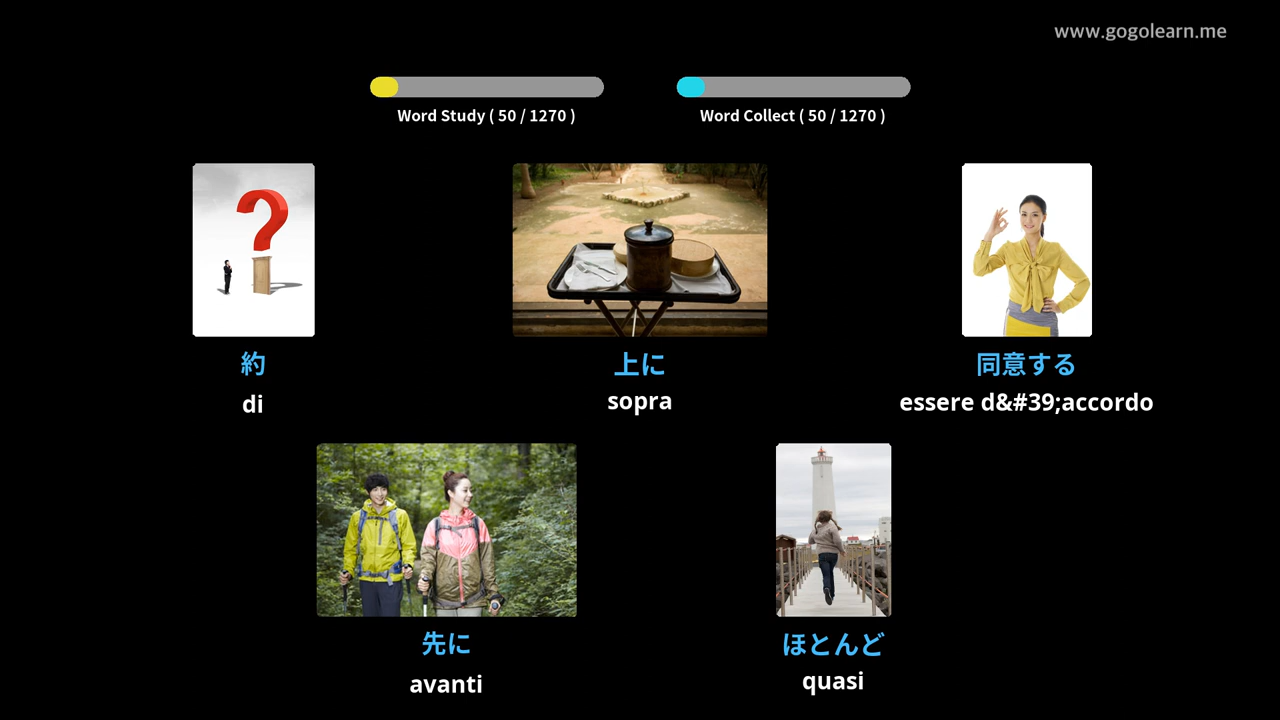 www.gogolearn.me
Word Study ( 50 / 1270 )
Word Collect ( 50 / 1270 )
約
di
上に
sopra
同意する
essere d&#39;accordo
先に
avanti
ほとんど
quasi